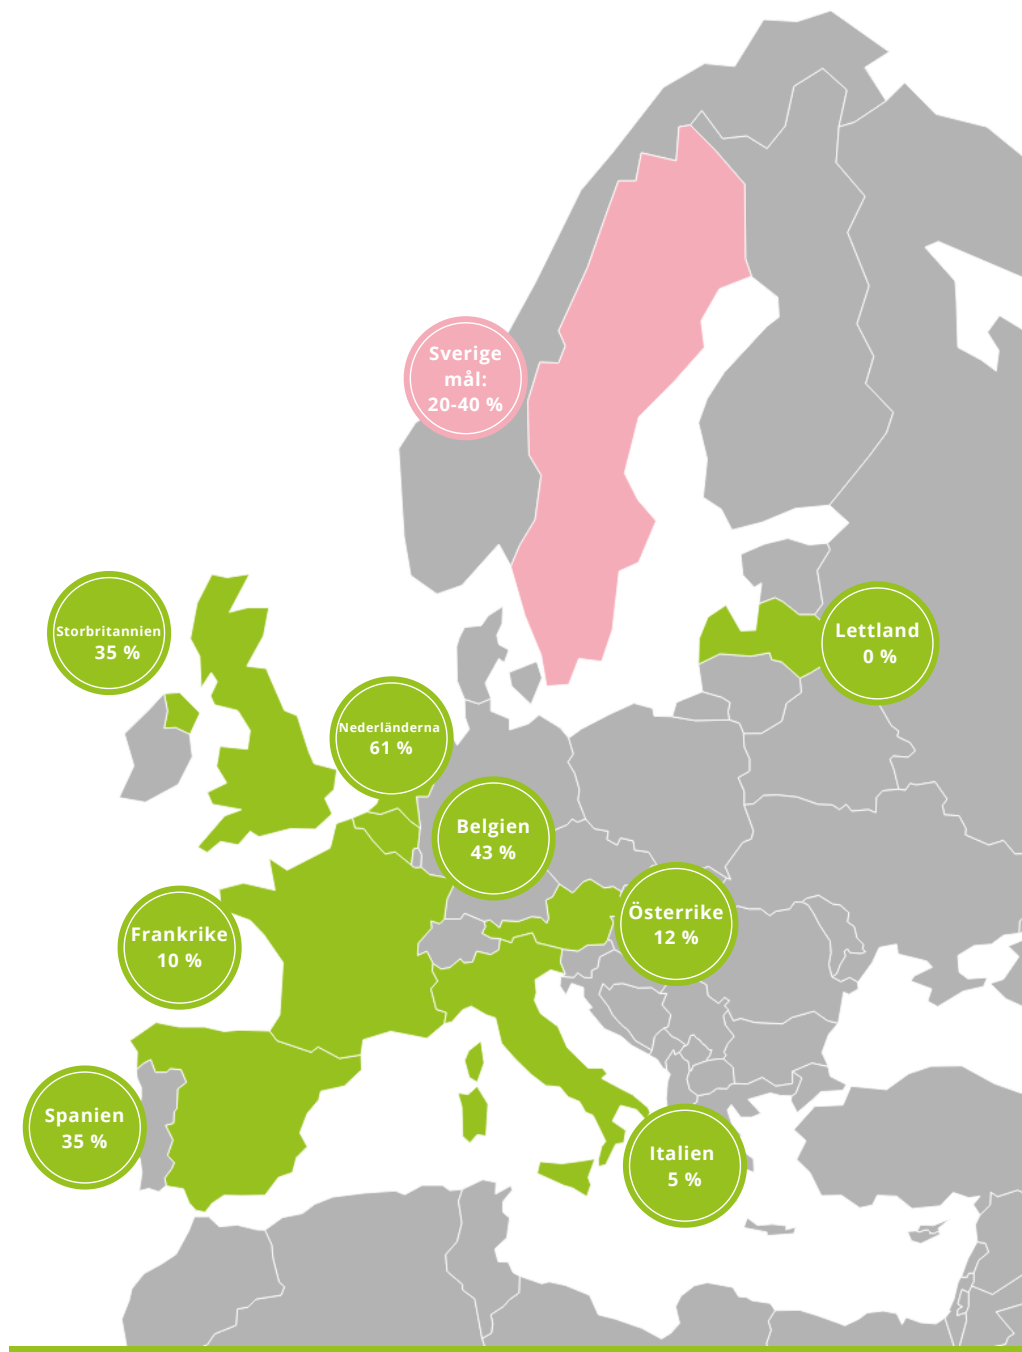 Sverige
mål:
20-40 %
Storbritannien
35 %
Lettland
0 %
Nederländerna
61 %
Belgien
43 %
Österrike
12 %
Frankrike
10 %
Spanien
35 %
Italien
5 %